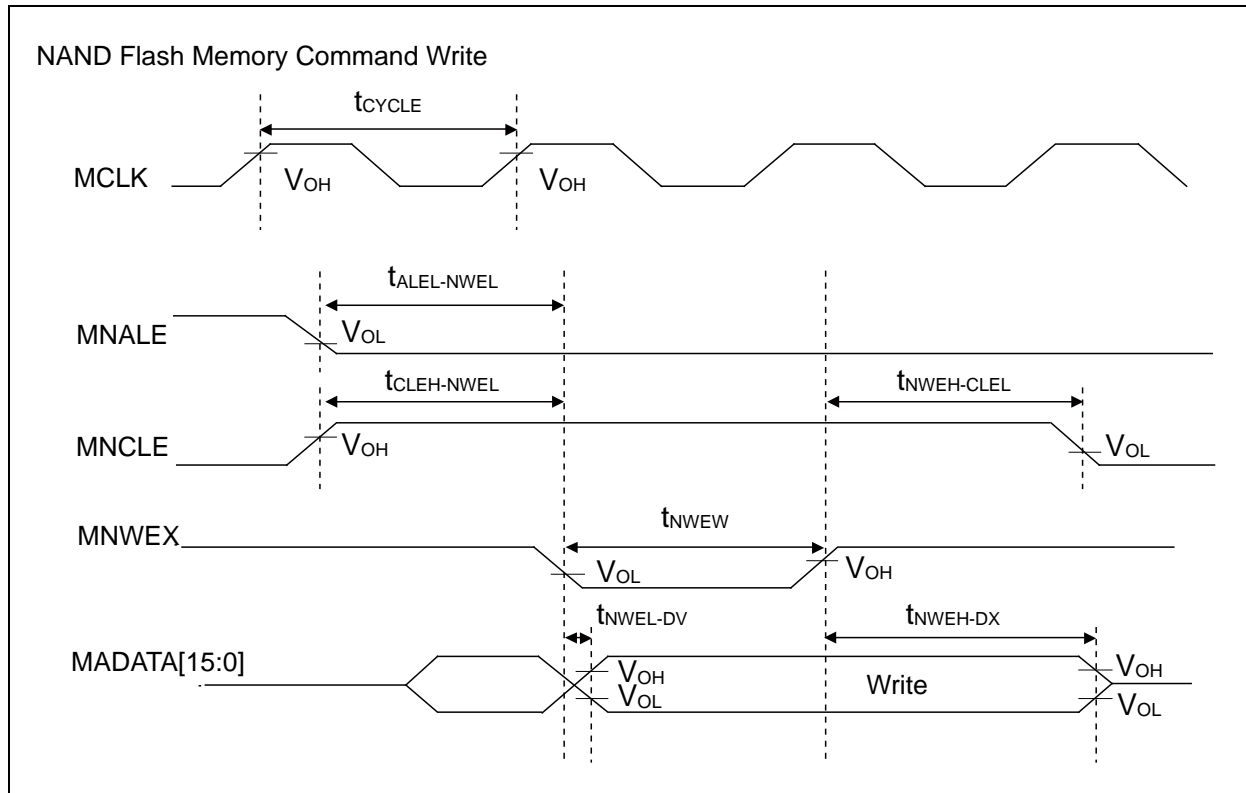 NAND Flash Memory Command Write
tCYCLE
MCLK
VOH
VOH
tALEL-NWEL
MNALE
VOL
tCLEH-NWEL
tNWEH-CLEL
MNCLE
VOH
VOL
MNWEX
tNWEW
VOL
VOH
tNWEL-DV
tNWEH-DX
MADATA[15:0]
VOH
VOL
Write
VOH
VOL